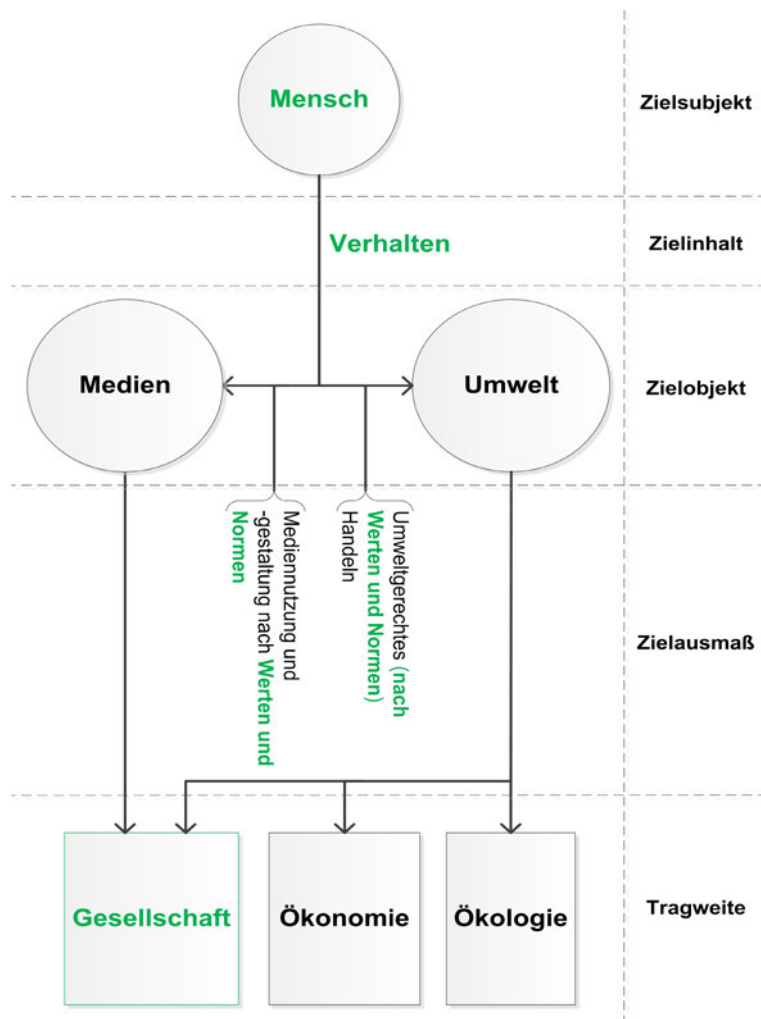 Mensch
Zielsubjekt
Verhalten
Zielinhalt
Medien
Umwelt
Zielobjekt
Mediennutzung und
-gestaltung nach Werten und
Normen
Umweltgerechtes (nach
Werten und Normen)
Handeln
Zielausmaß
Gesellschaft
Ökonomie
Ökologie
Tragweite